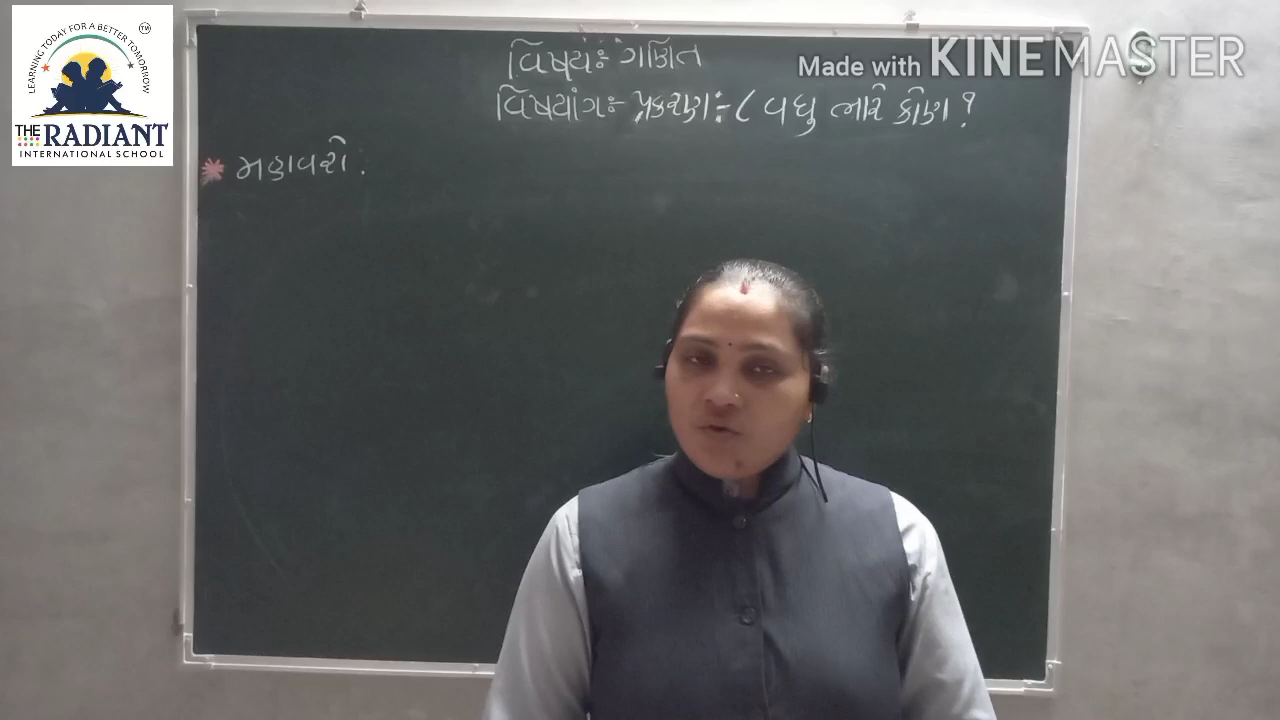 LEARNING TODAY FOR A BETTER TOMORROW
TM
THE RADIANT
INTERNATIONAL SCHOOL
Made with KINEMASTER
વિષય:- ગણિત
વિષયાંગ:- પ્રકરણ:- ૮ વધુ ભારે કોણ ?
* મહાવરો :